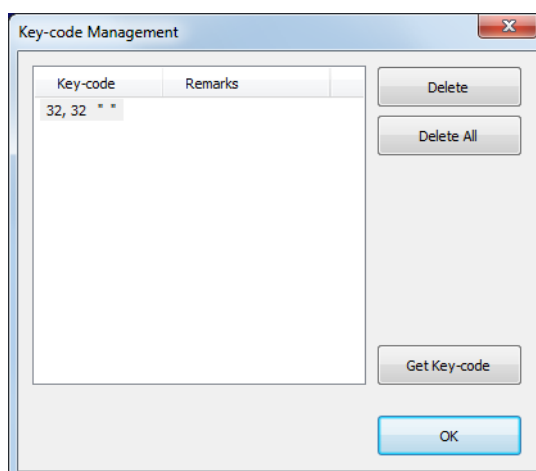 Key-code Management
Key-code Remarks
32, 32 " "
Delete
Delete All
Get Key-code
OK